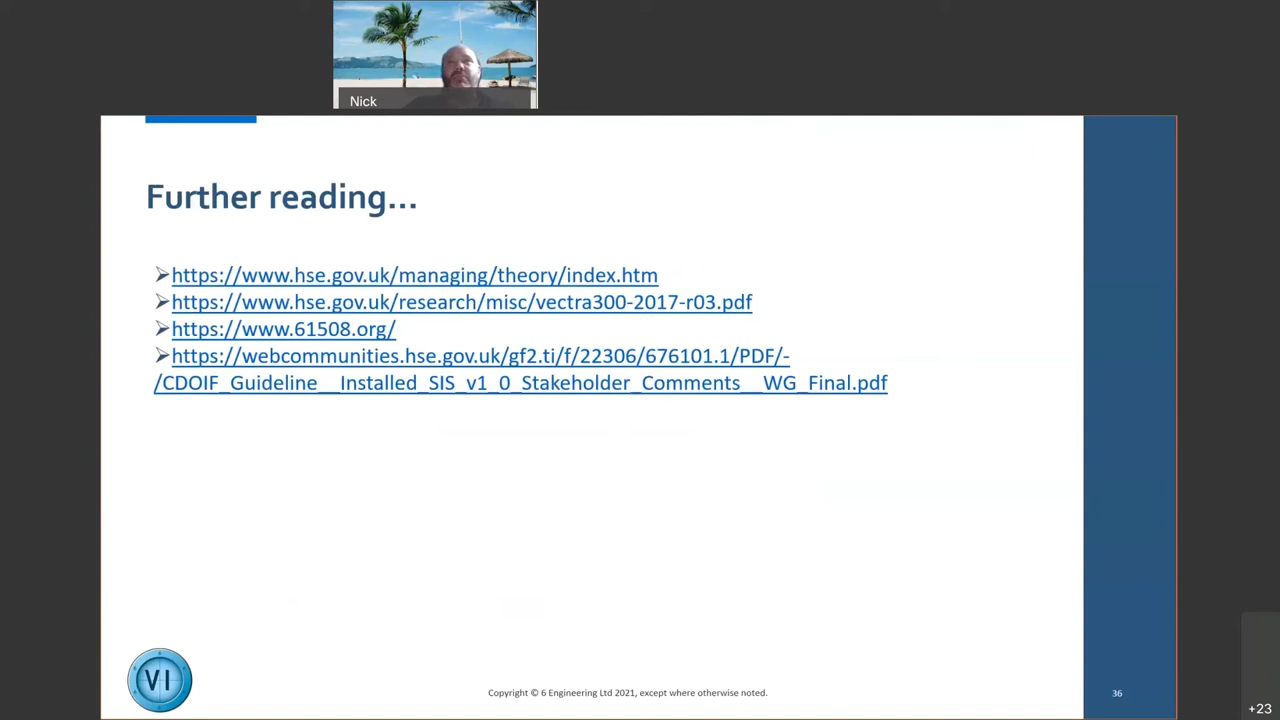 Nick
Further reading...
➢https://www.hse.gov.uk/managing/theory/index.htm
➢https://www.hse.gov.uk/research/misc/vectra300-2017-r03.pdf
➢https://www.61508.org/
➢https://webcommunities.hse.gov.uk/gf2.ti/f/22306/676101.1/PDF/-
/CDOIF_Guideline__Installed_SIS_v1_0_Stakeholder_Comments__WG_Final.pdf
VI
Copyright © 6 Engineering Ltd 2021, except where otherwise noted.
36
+23